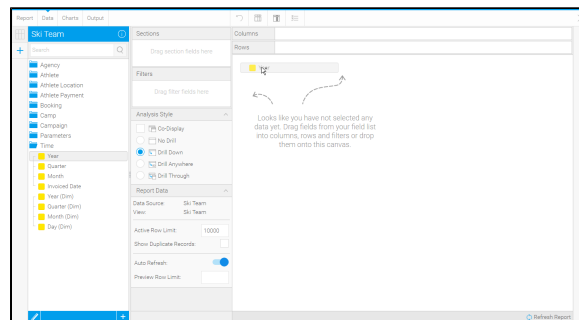 Report Data Charts Output
Ski Team
Search
Agency
Athlete
Athlete Location
Athlete Payment
Booking
Camp
Campaign
Parameters
Time
Year
Quarter
Month
Invoiced Date
Year (Dim)
Quarter (Dim)
Month (Dim)
Day (Dim)
Sections
Drag section fields here
Filters
Drag filter fields here
Analysis Style
Co-Display
No Drill
Drill Down
Drill Anywhere
Drill Through
Report Data
Data Source: Ski Team
View: Ski Team
Active Row Limit: 10000
Show Duplicate Records:
Auto Refresh:
Preview Row Limit:
Columns
Rows
Year
Looks like you have not selected any
data yet. Drag fields from your field list
into columns, rows and filters or drop
them onto this canvas.
Refresh Report